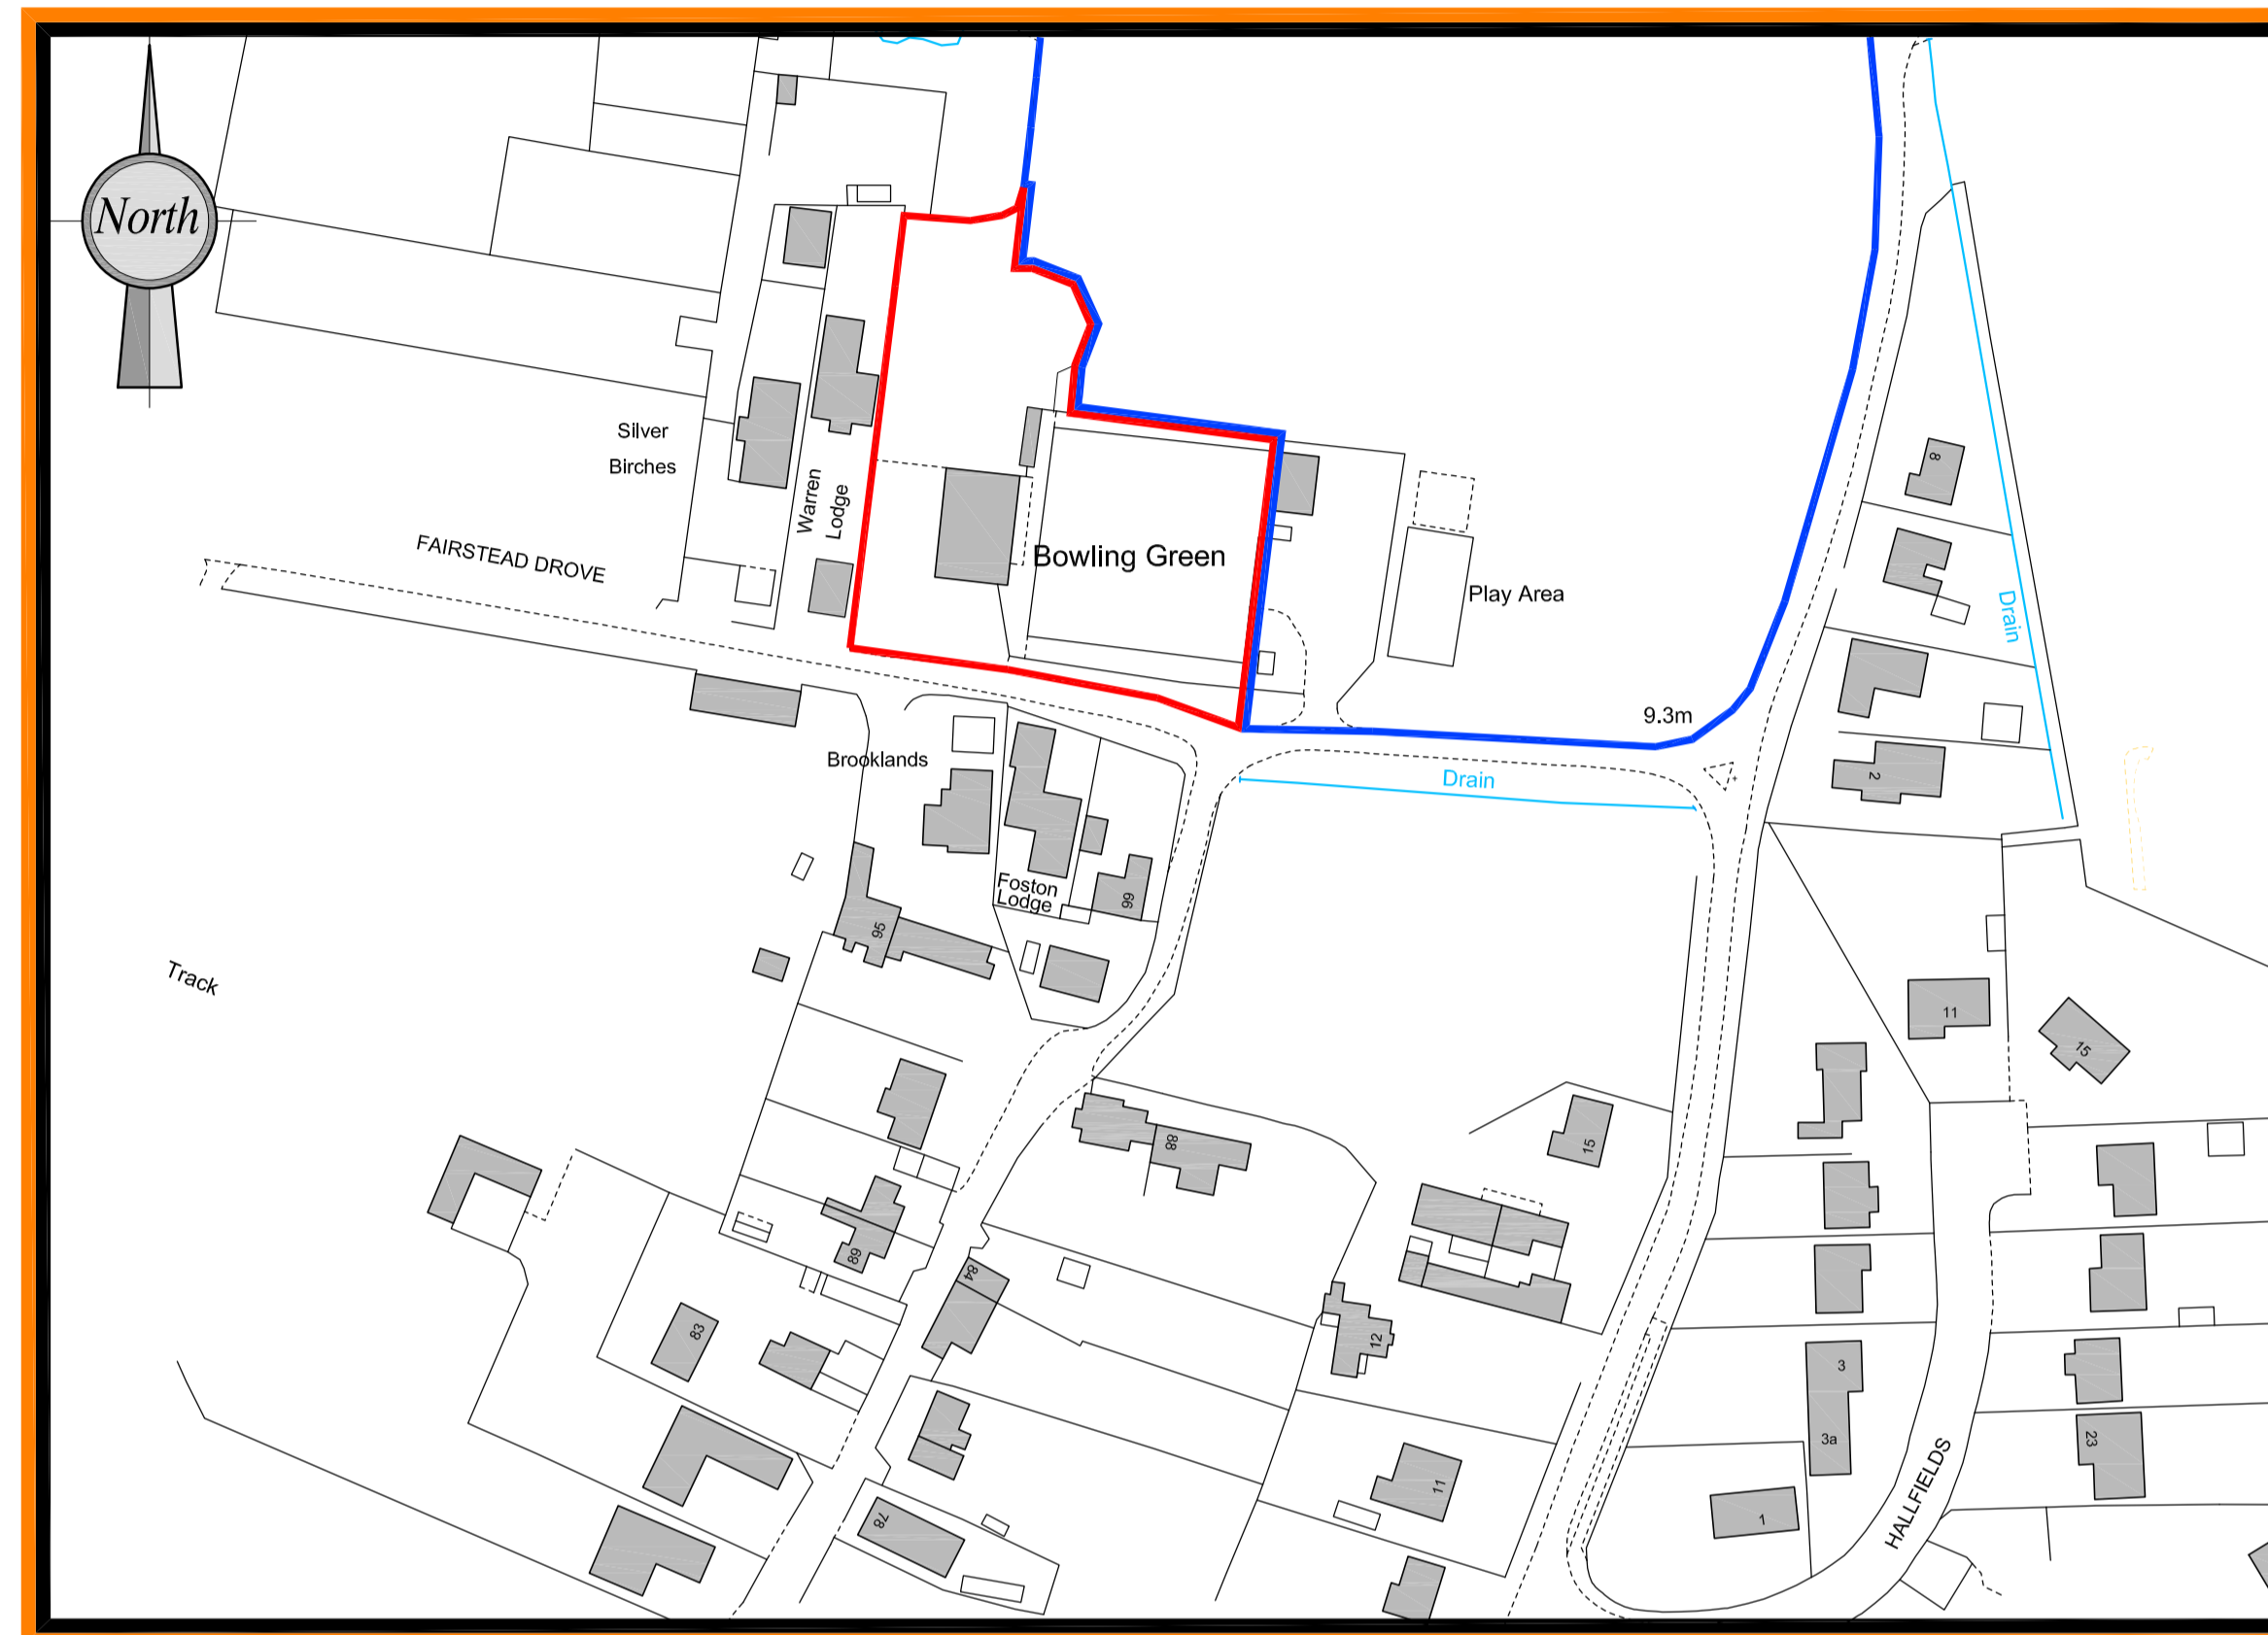 North
Silver
Birches
Warren
Lodge
FAIRSTEAD DROVE
Bowling Green
Play Area
8
Drain
9.3m
2
Brooklands
Drain
Foston
Lodge
99
95
Track
11
15
88
15
89
84
12
83
3
3a
23
11
1
HALLFIELDS
78